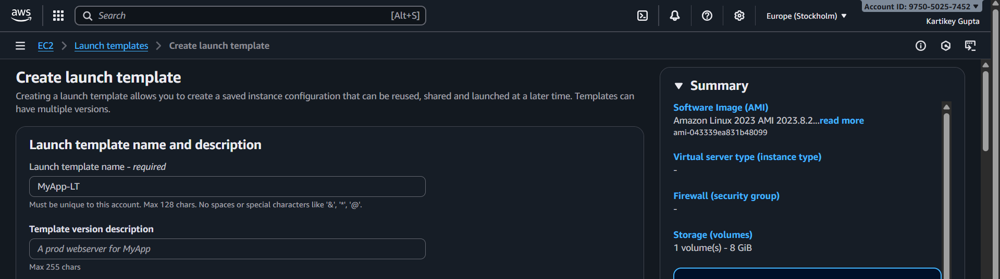 aws
Search
[Alt+S]
Europe (Stockholm)
Account ID: 9750-5025-7452
Kartikey Gupta
EC2
Launch templates
Create launch template
Create launch template
Creating a launch template allows you to create a saved instance configuration that can be reused, shared and launched at a later time. Templates can
have multiple versions.
Launch template name and description
Launch template name - required
MyApp-LT
Must be unique to this account. Max 128 chars. No spaces or special characters like '&', '*', '@'.
Template version description
A prod webserver for MyApp
Max 255 chars
Summary
Software Image (AMI)
Amazon Linux 2023 AMI 2023.8.2...read more
ami-043339ea831b48099
Virtual server type (instance type)
-
Firewall (security group)
-
Storage (volumes)
1 volume(s) - 8 GiB